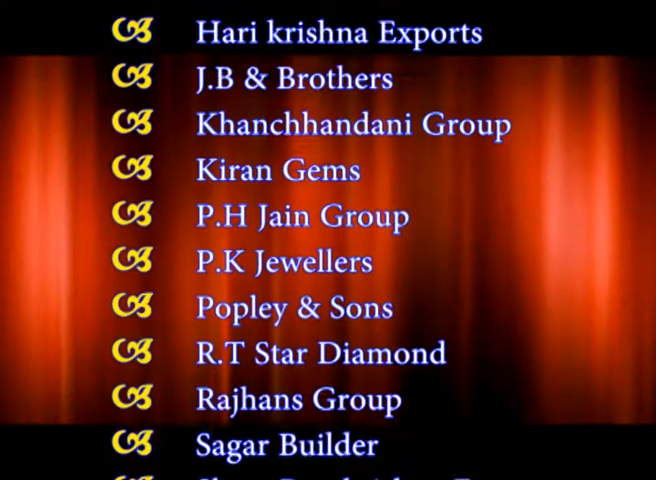 Hari krishna Exports
J.B & Brothers
Khanchhandani Group
Kiran Gems
P.H Jain Group
P.K Jewellers
Popley & Sons
R.T Star Diamond
Rajhans Group
Sagar Builder